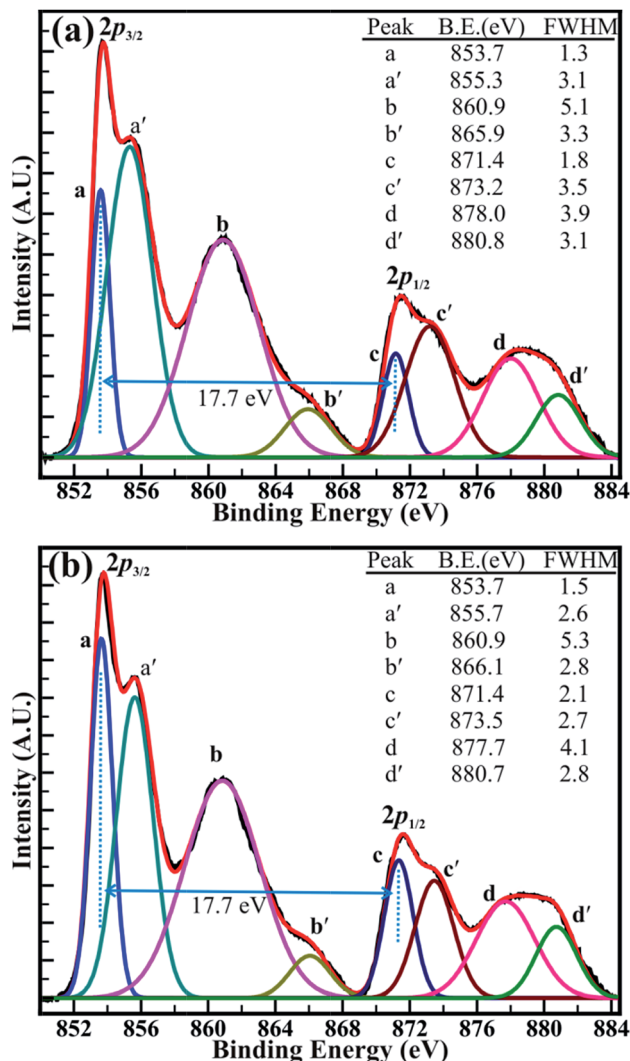 (a) 2p3/2
Peak B.E.(eV) FWHM
a 853.7 1.3
a′ 855.3 3.1
b 860.9 5.1
b′ 865.9 3.3
c 871.4 1.8
c′ 873.2 3.5
d 878.0 3.9
d′ 880.8 3.1
a′
a
b
2p1/2
c
c′
d
d′
17.7 eV
b′
Intensity (A.U.)
852 856 860 864 868 872 876 880 884
Binding Energy (eV)
(b) 2p3/2
Peak B.E.(eV) FWHM
a 853.7 1.5
a′ 855.7 2.6
b 860.9 5.3
b′ 866.1 2.8
c 871.4 2.1
c′ 873.5 2.7
d 877.7 4.1
d′ 880.7 2.8
a
a′
b
2p1/2
c
c′
d
d′
17.7 eV
b′
Intensity (A.U.)
852 856 860 864 868 872 876 880 884
Binding Energy (eV)